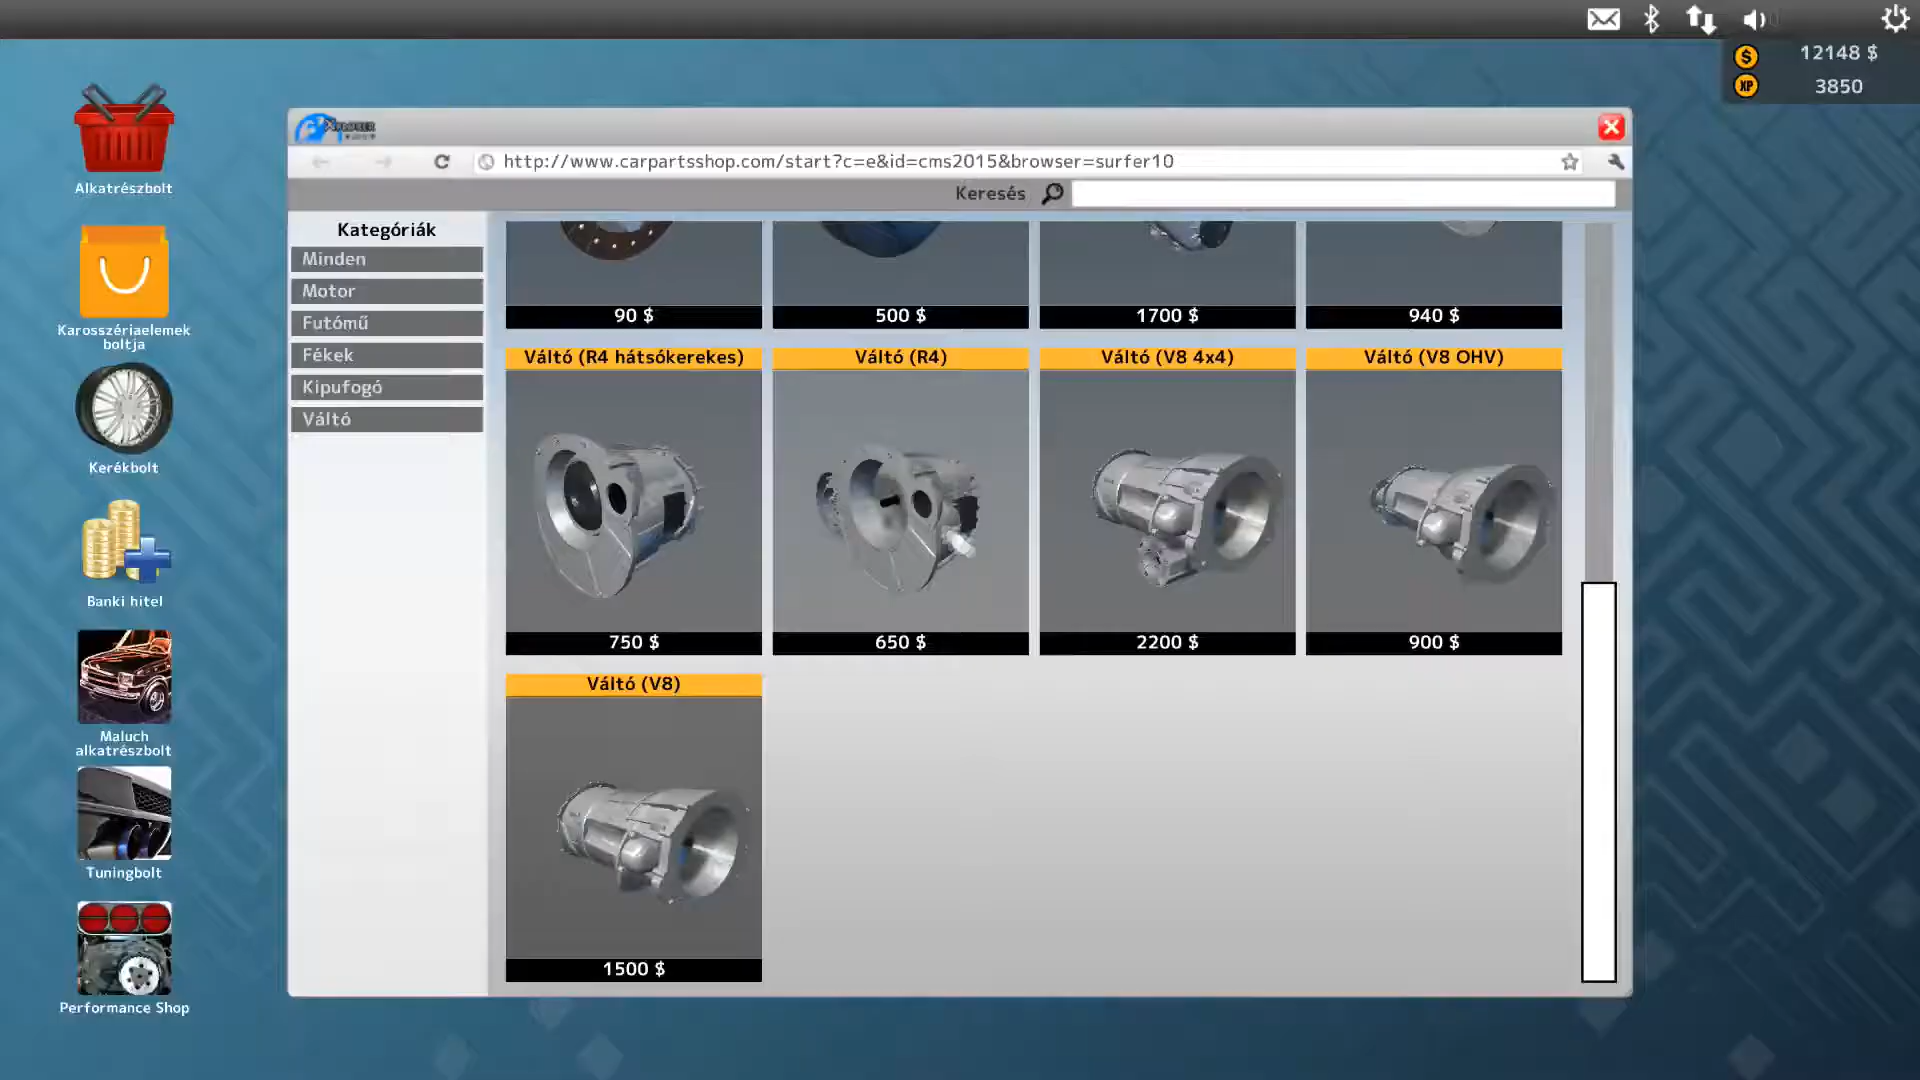 12148 $
XP
3850
http://www.carpartsshop.com/start?c=e&id=cms2015&browser=surfer10
Keresés
Kategóriák
Minden
Motor
Futómű
Fékek
Kipufogó
Váltó
Alkatrészbolt
Karosszériaelemek
boltja
Kerékbolt
Banki hitel
Maluch
alkatrészbolt
Tuningbolt
Performance Shop
90 $
500 $
1700 $
940 $
Váltó (R4 hátsókerekes)
Váltó (R4)
Váltó (V8 4x4)
Váltó (V8 OHV)
750 $
650 $
2200 $
900 $
Váltó (V8)
1500 $